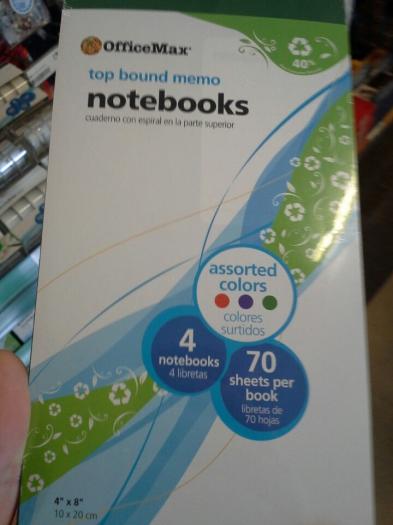 OfficeMax
40%
top bound memo
notebooks
cuaderno con espiral en la parte superior
assorted
colors
colores
surtidos
4
notebooks
4 libretas
70
sheets per
book
libretas de
70 hojas
4" x 8"
10 x 20 cm